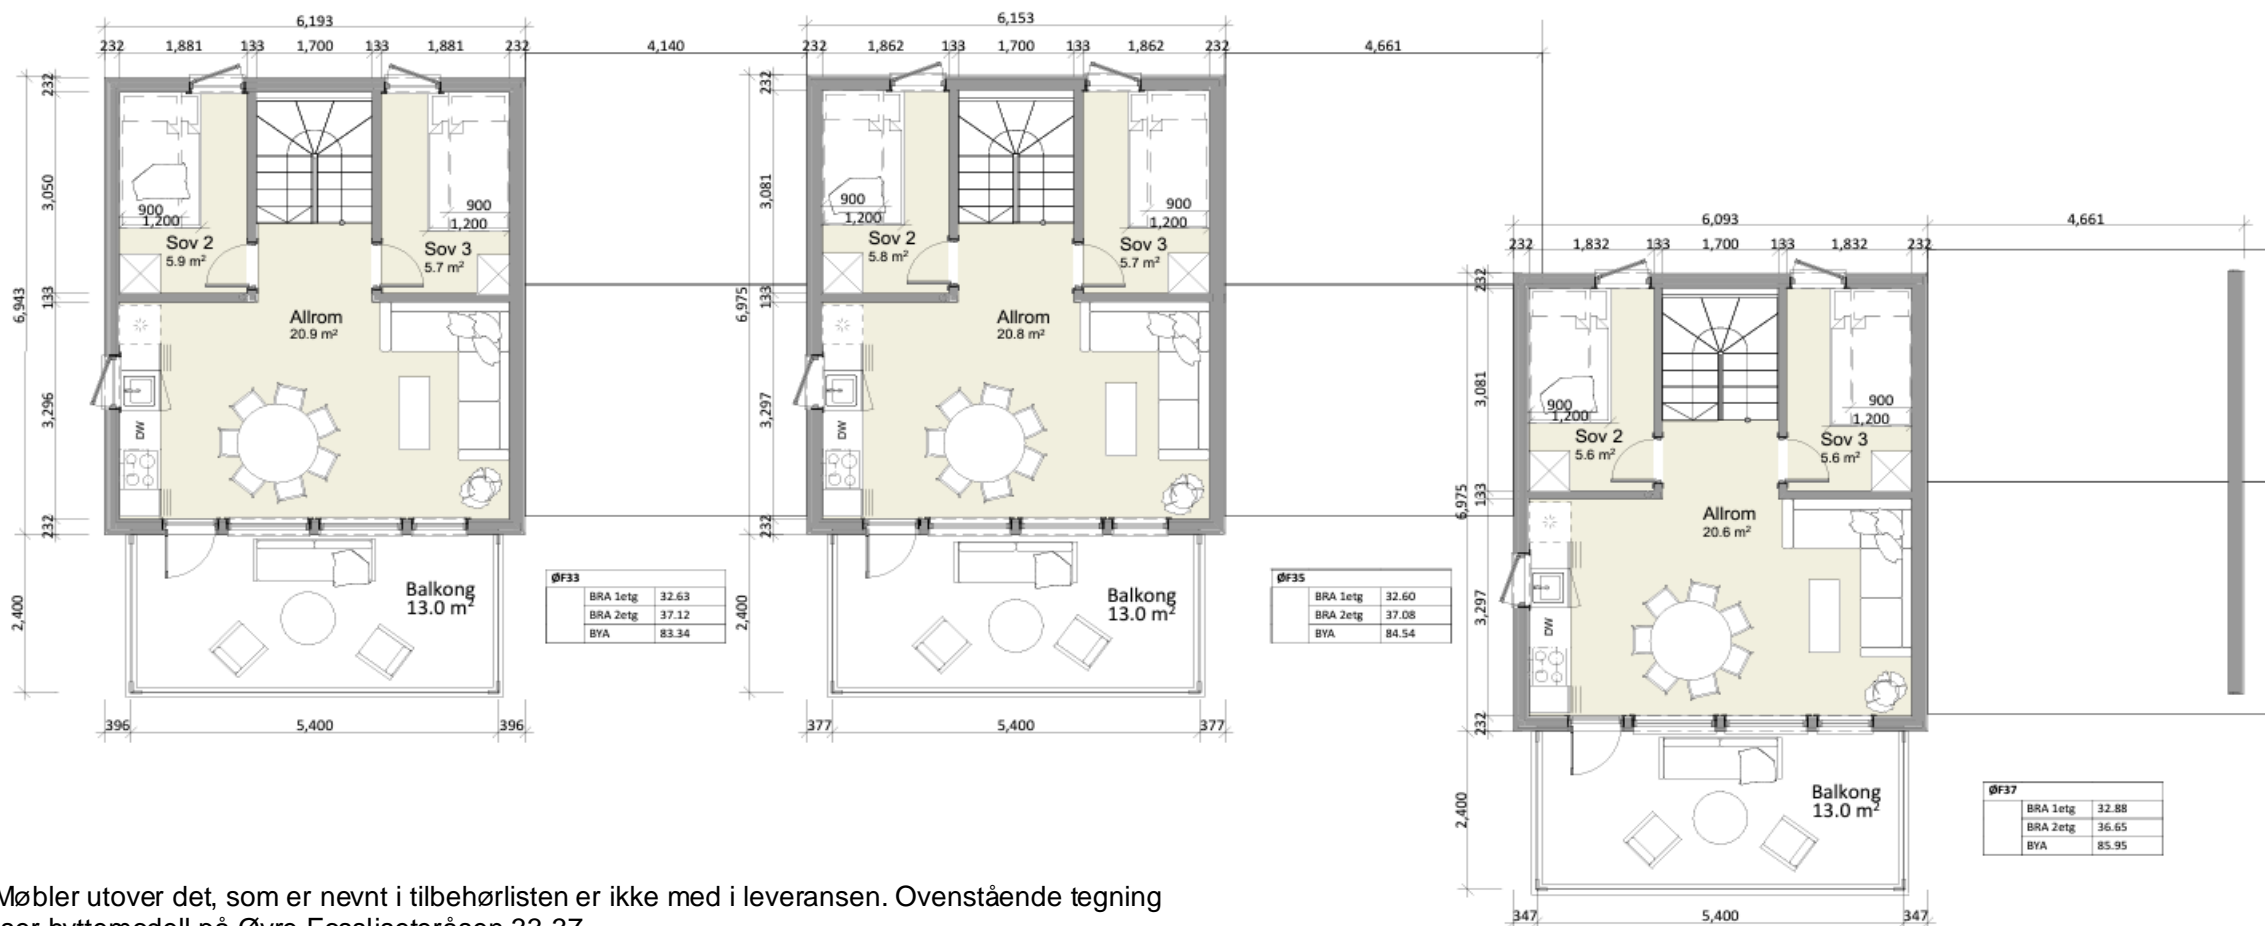 6,193
232 1,881 133 1,700 133 1,881 232
4,140
6,153
232 1,862 133 1,700 133 1,862 232
4,661
6,943
232
3,050
133
3,296
232
2,400
900
1,200
Sov 2
5.9 m²
900
1,200
Sov 3
5.7 m²
Allrom
20.9 m²
DW
Balkong
13.0 m²
396 5,400 396
ØF33
BRA 1etg 32.63
BRA 2etg 37.12
BYA 83.34
6,975
232
3,081
133
3,297
232
2,400
900
1,200
Sov 2
5.8 m²
900
1,200
Sov 3
5.7 m²
Allrom
20.8 m²
DW
Balkong
13.0 m²
377 5,400 377
ØF35
BRA 1etg 32.60
BRA 2etg 37.08
BYA 84.54
6,093
4,661
232 1,832 133 1,700 133 1,832 232
6,975
232
3,081
133
3,297
232
2,400
900
1,200
Sov 2
5.6 m²
900
1,200
Sov 3
5.6 m²
Allrom
20.6 m²
DW
Balkong
13.0 m²
347 5,400 347
ØF37
BRA 1etg 32.88
BRA 2etg 36.65
BYA 85.95
Møbler utover det, som er nevnt i tilbehørlisten er ikke med i leveransen. Ovenstående tegning
hyttemodell på Øvre Fossliseteråsen 33-37